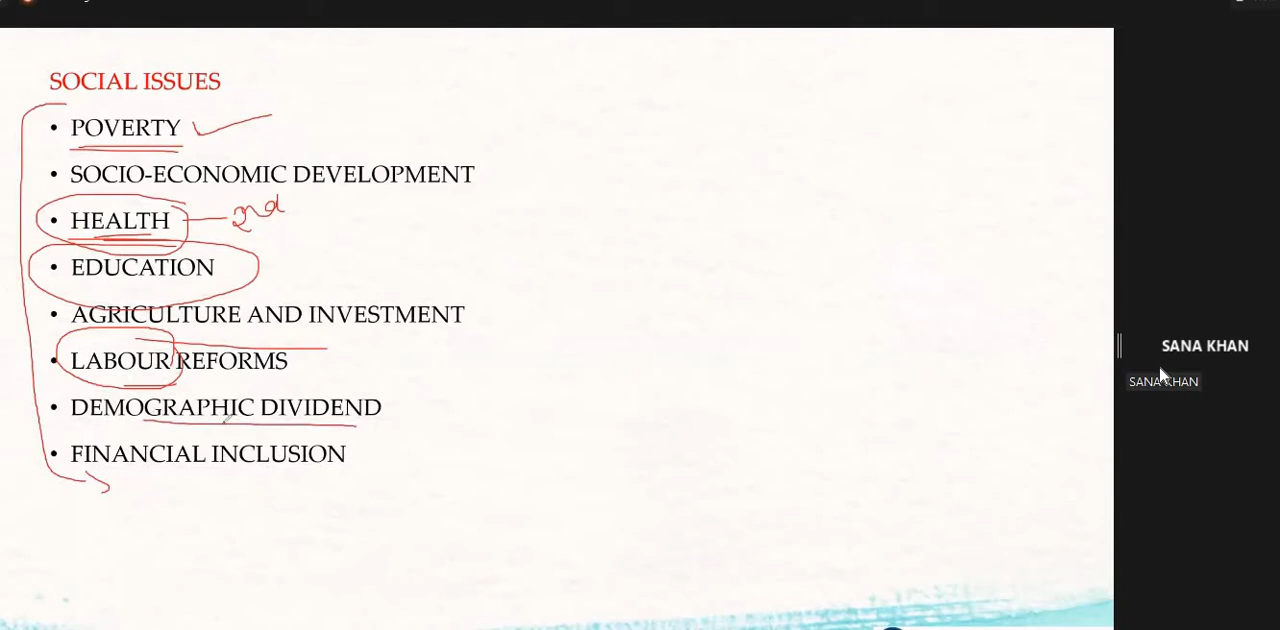 SOCIAL ISSUES
• POVERTY
• SOCIO-ECONOMIC DEVELOPMENT
• HEALTH – 2nd
• EDUCATION
• AGRICULTURE AND INVESTMENT
• LABOUR REFORMS
• DEMOGRAPHIC DIVIDEND
• FINANCIAL INCLUSION
SANA KHAN
SANA KHAN